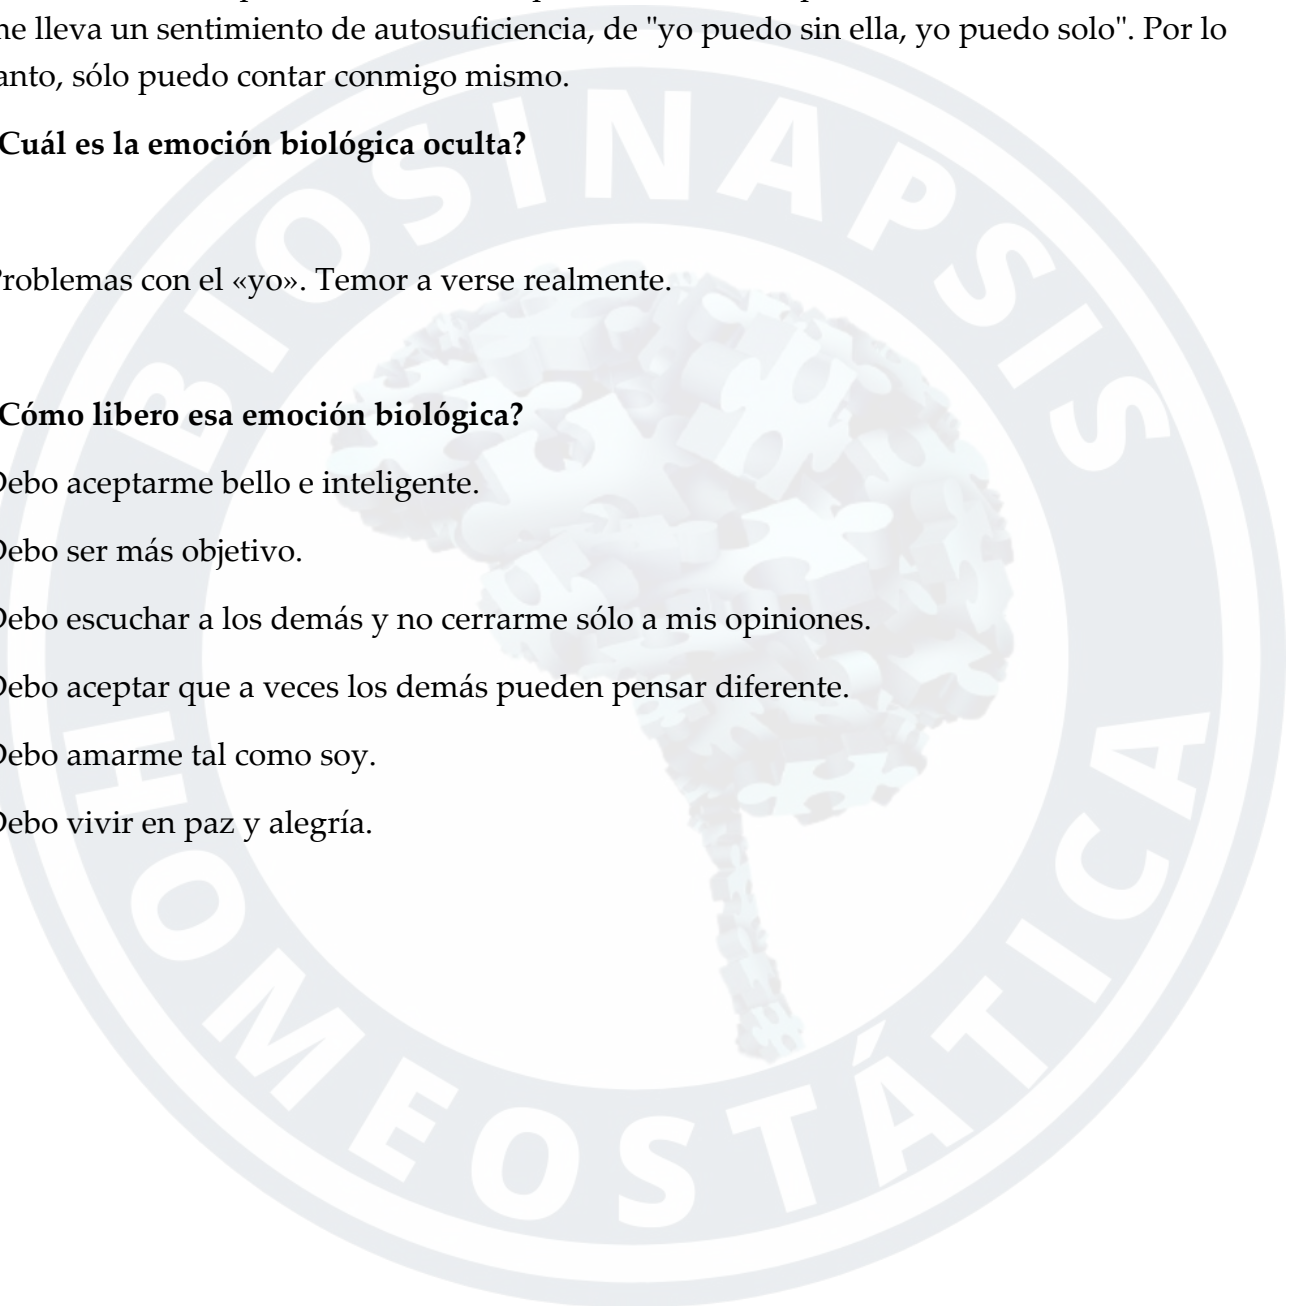 me lleva un sentimiento de autosuficiencia, de "yo puedo sin ella, yo puedo solo". Por lo
tanto, sólo puedo contar conmigo mismo.
Cuál es la emoción biológica oculta?
Problemas con el «yo». Temor a verse realmente.
Cómo libero esa emoción biológica?
Debo aceptarme bello e inteligente.
Debo ser más objetivo.
Debo escuchar a los demás y no cerrarme sólo a mis opiniones.
Debo aceptar que a veces los demás pueden pensar diferente.
Debo amarme tal como soy.
Debo vivir en paz y alegría.
BIOSINAPSIS
HOMEOSTÁTICA